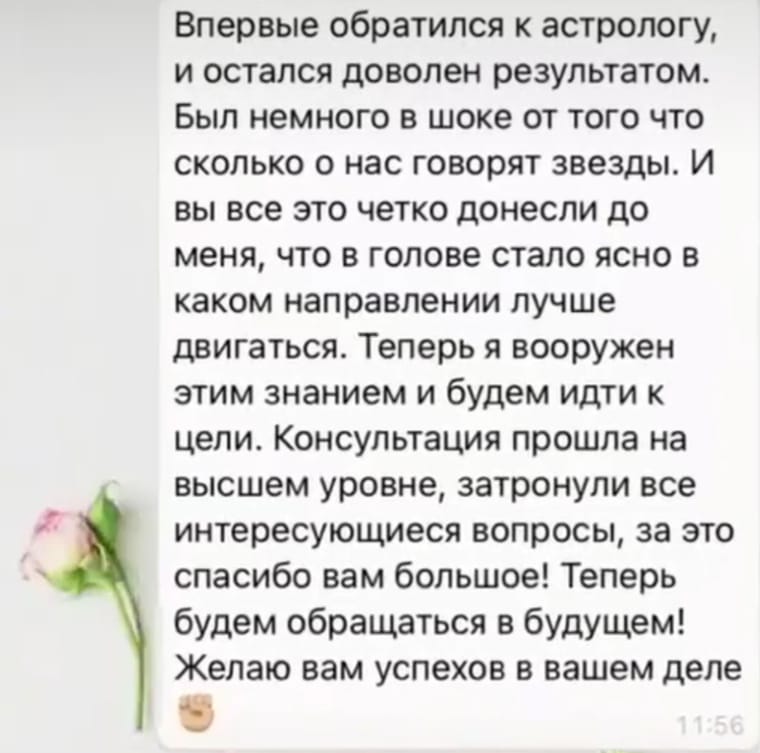 Впервые обратился к астрологу,
и остался доволен результатом.
Был немного в шоке от того что
сколько о нас говорят звезды. И
вы все это четко донесли до
меня, что в голове стало ясно в
каком направлении лучше
двигаться. Теперь я вооружен
этим знанием и будем идти к
цели. Консультация прошла на
высшем уровне, затронули все
интересующиеся вопросы, за это
спасибо вам большое! Теперь
будем обращаться в будущем!
Желаю вам успехов в вашем деле
✊🏼
11:56